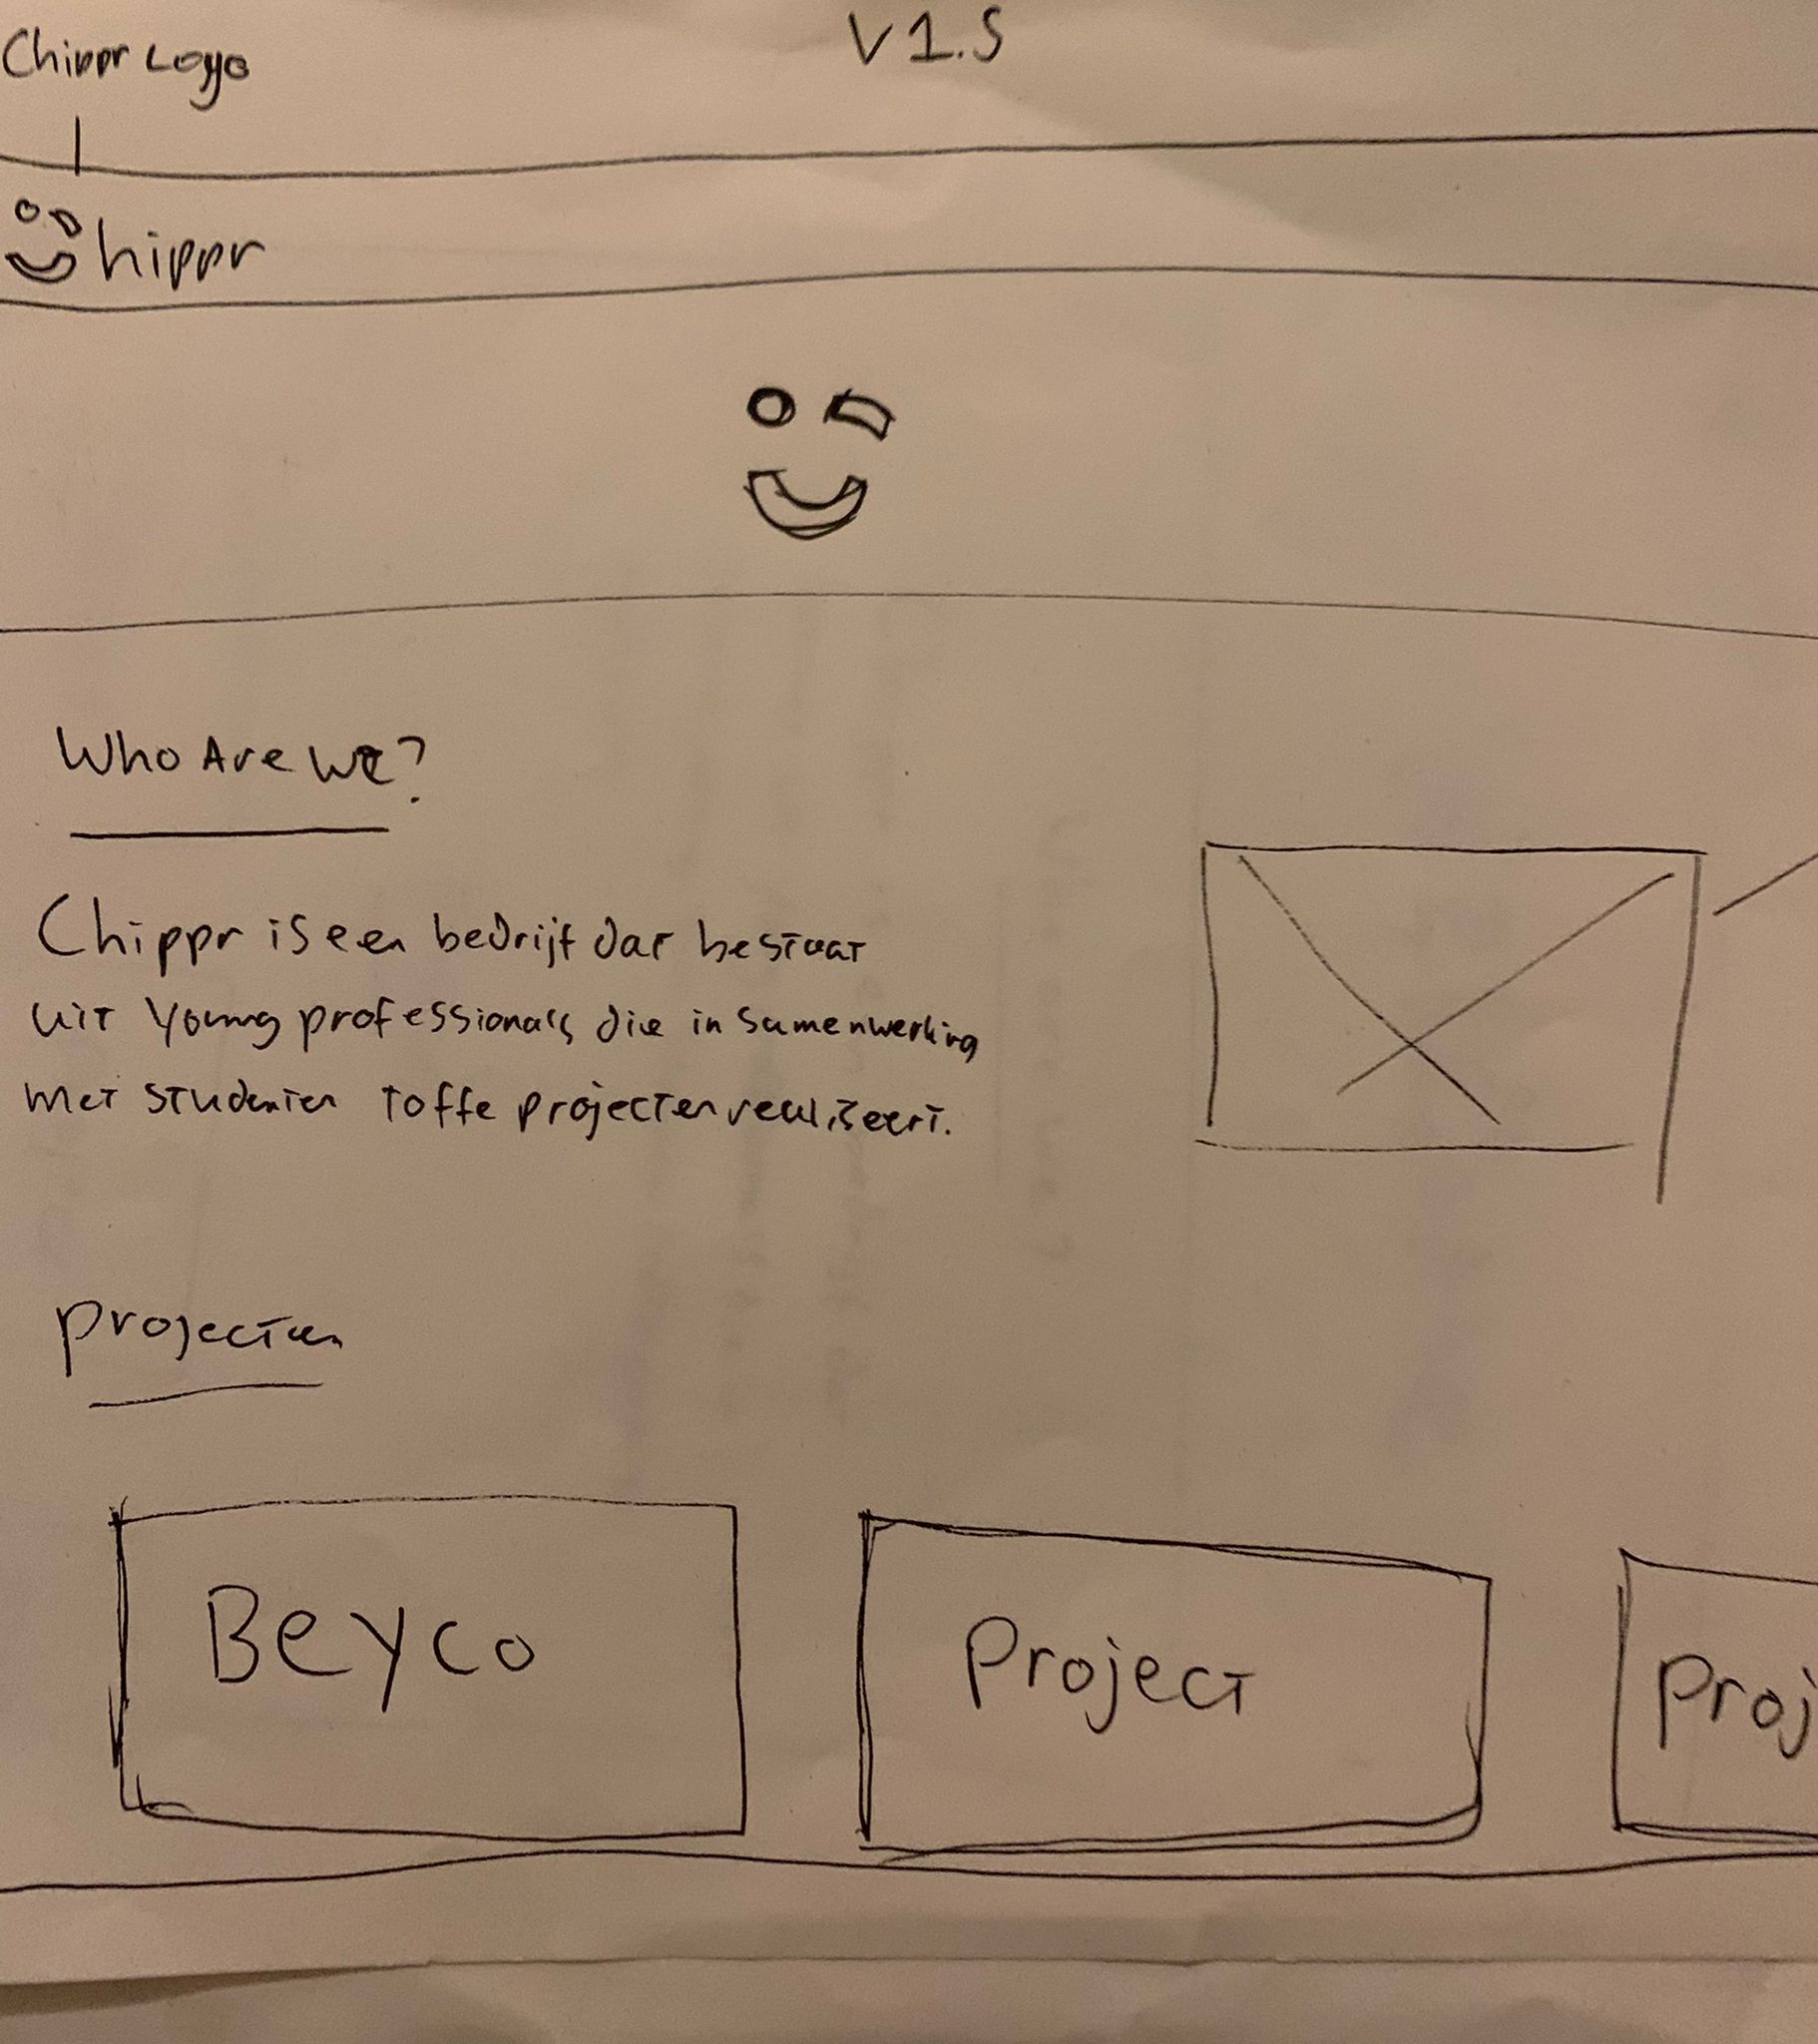 Chippr Logo
V1.5
hippr
Who Are we?
Chippr is een bedrijf dat bestaat
uit Young professionals die in samenwerking
met studenten toffe projecten realiseert.
projecten
Beyco
Project
Proj